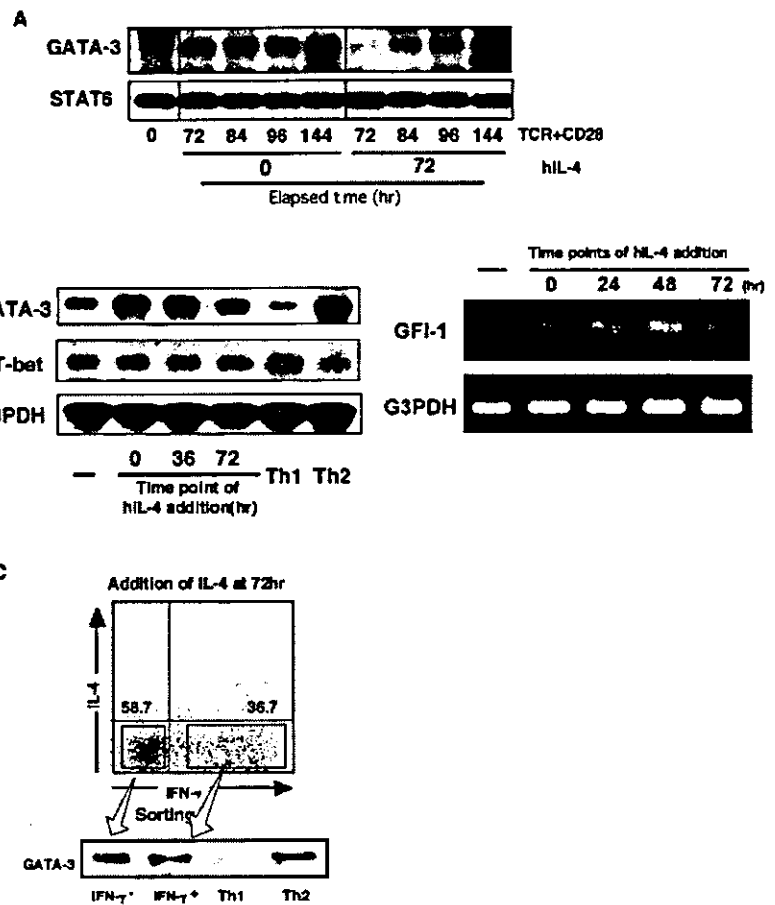 A
GATA-3
STAT6
0 72 84 96 144 72 84 96 144 TCR+CD28
0 72 hIL-4
Elapsed t me (hr)
ATA-3
T-bet
PDH
— 0 36 72 Th1 Th2
Time point of
hIL-4 addition(hr)
Time points of hIL-4 addition
— 0 24 48 72 (hr)
GFI-1
G3PDH
C
Addition of IL-4 at 72hr
IL-4
58.7 36.7
IFN-γ
Sorting
GATA-3
IFN-γ - IFN-γ + Th1 Th2